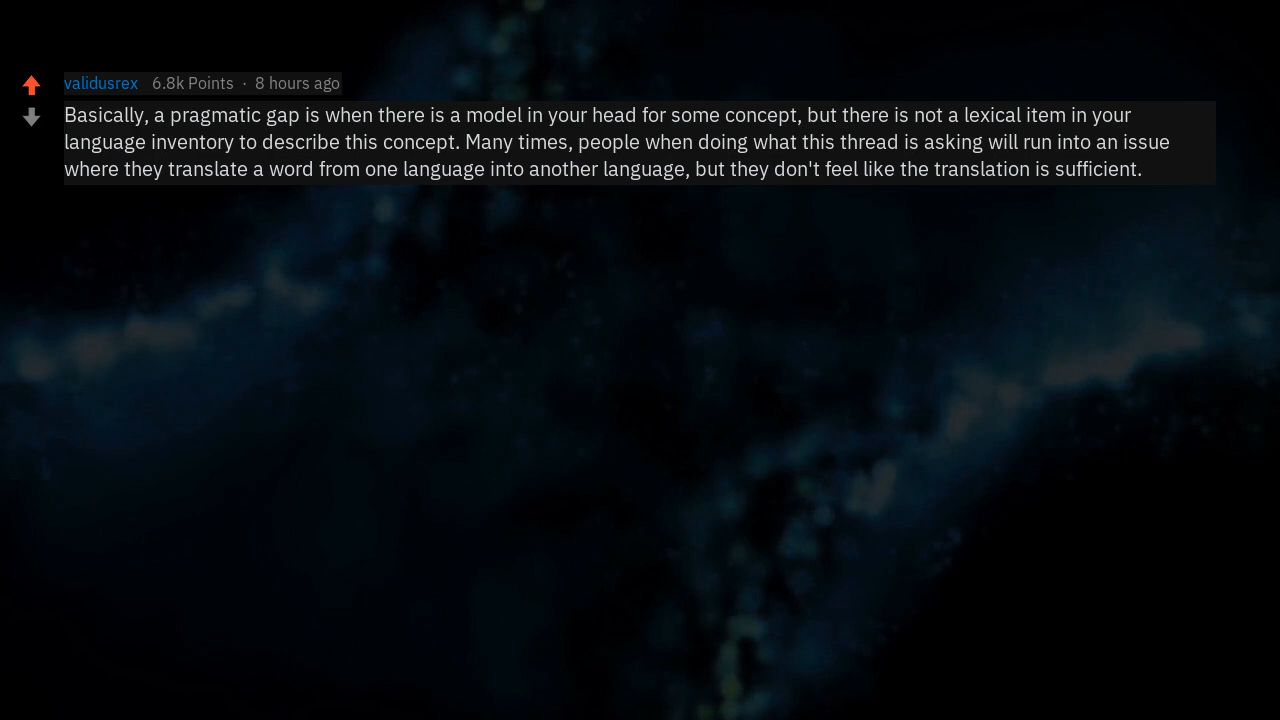 validusrex 6.8k Points · 8 hours ago
Basically, a pragmatic gap is when there is a model in your head for some concept, but there is not a lexical item in your
language inventory to describe this concept. Many times, people when doing what this thread is asking will run into an issue
where they translate a word from one language into another language, but they don't feel like the translation is sufficient.